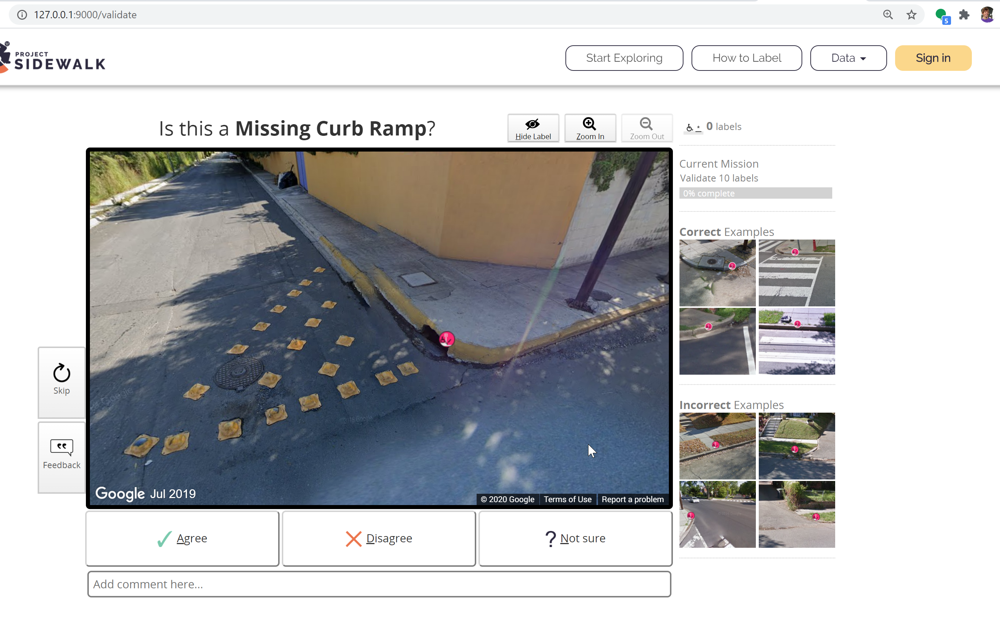 127.0.0.1:9000/validate
5
PROJECT
SIDEWALK
Start Exploring
How to Label
Data
Sign in
Is this a Missing Curb Ramp?
Hide Label
Zoom In
Zoom Out
0 labels
Current Mission
Validate 10 labels
0% complete
Correct Examples
Incorrect Examples
Skip
Feedback
©2018 Google
Google Jul 2019
© 2020 Google
Terms of Use
Report a problem
Agree
Disagree
? Not sure
Add comment here...